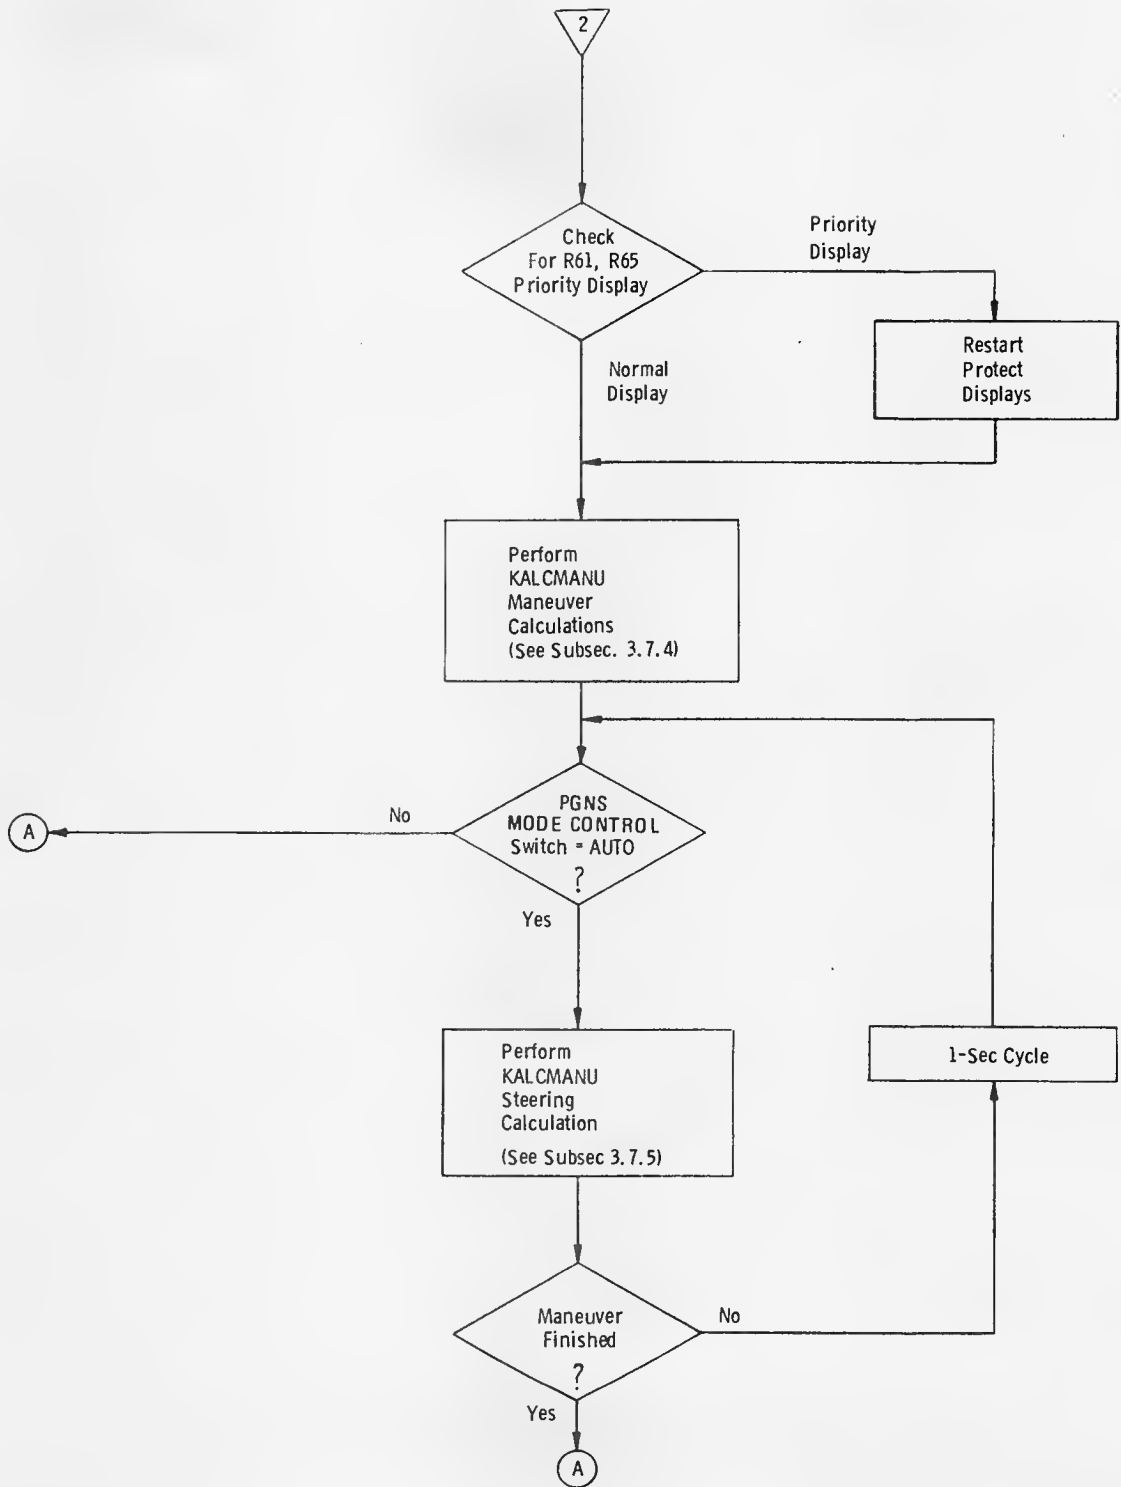 2
Check
For R61, R65
Priority Display
Priority
Display
Restart
Protect
Displays
Normal
Display
Perform
KALCMANU
Maneuver
Calculations
(See Subsec. 3.7.4)
PGNS
MODE CONTROL
Switch = AUTO
?
No
A
Yes
Perform
KALCMANU
Steering
Calculation
(See Subsec 3.7.5)
1-Sec Cycle
Maneuver
Finished
?
No
Yes
A